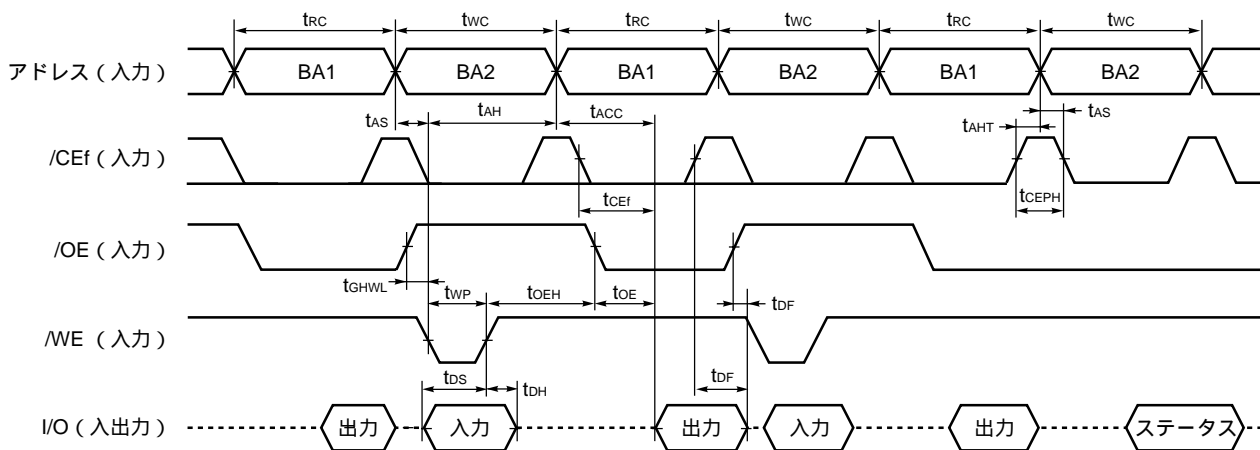 tRC tWC tRC tWC tRC tWC
アドレス（入力） BA1 BA2 BA1 BA2 BA1 BA2
tAS tAH tACC tAHT tAS
/CEf（入力）
tCEf tCEPH
/OE（入力）
tGHWL tWP tOEH tOE tDF
/WE（入力）
tDS tDH tDF
I/O（入出力） 出力 入力 出力 入力 出力 ステータス